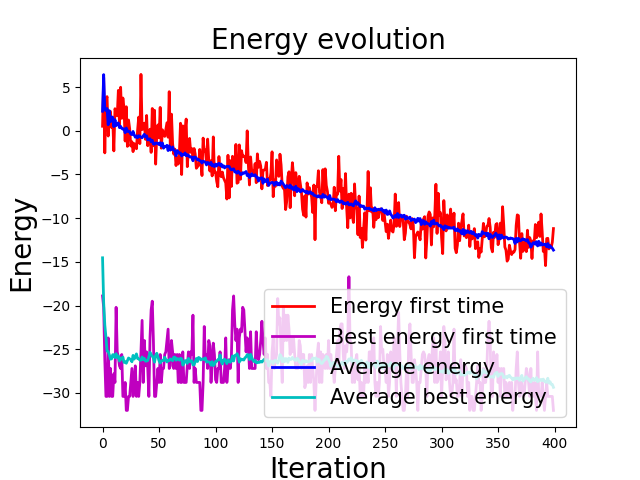 Energy evolution
Energy
5
0
−5
−10
−15
−20
−25
−30
Energy first time
Best energy first time
Average energy
Average best energy
0 50 100 150 200 250 300 350 400
Iteration